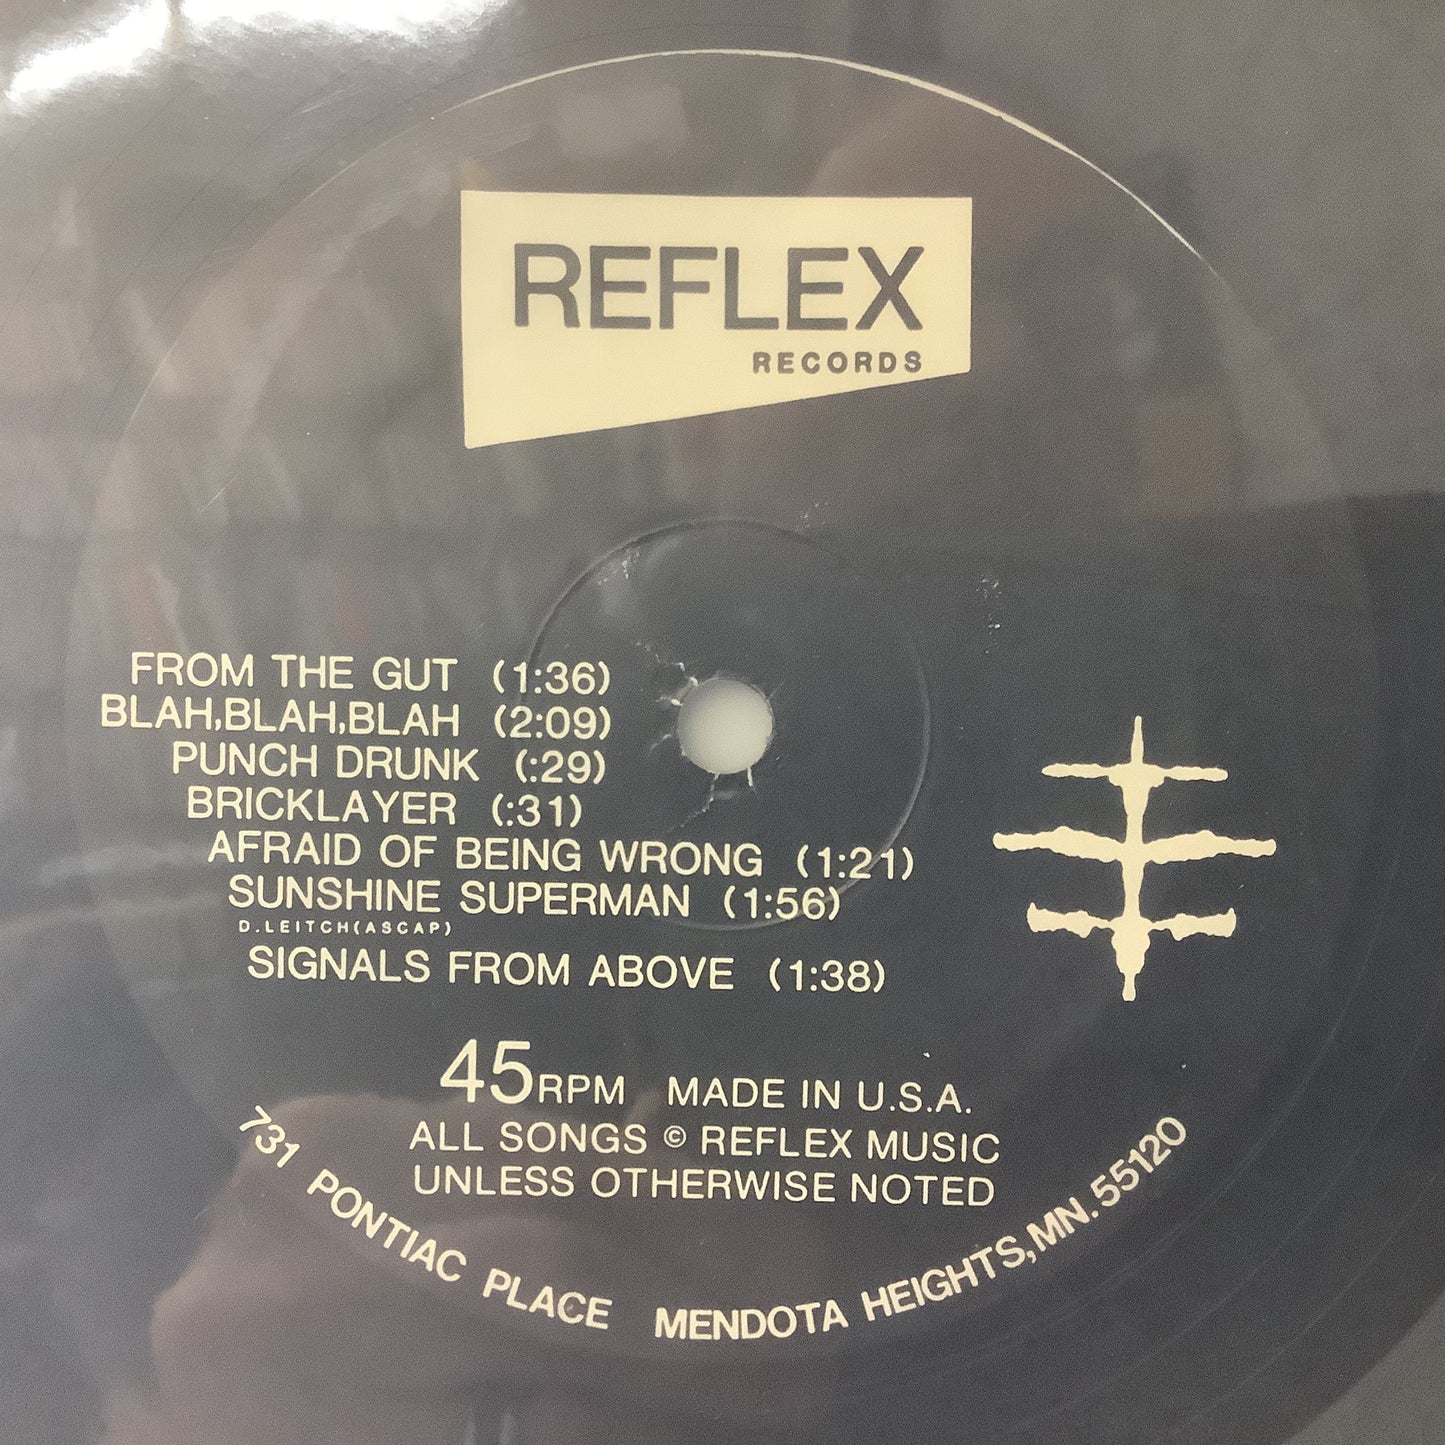 REFLEX
RECORDS
FROM THE GUT (1:36)
BLAH,BLAH,BLAH (2:09)
PUNCH DRUNK (:29)
BRICKLAYER (:31)
AFRAID OF BEING WRONG (1:21)
SUNSHINE SUPERMAN (1:56)
D.LEITCH(ASCAP)
SIGNALS FROM ABOVE (1:38)
45RPM MADE IN U.S.A.
ALL SONGS © REFLEX MUSIC
UNLESS OTHERWISE NOTED
731 PONTIAC PLACE MENDOTA HEIGHTS,MN.55120